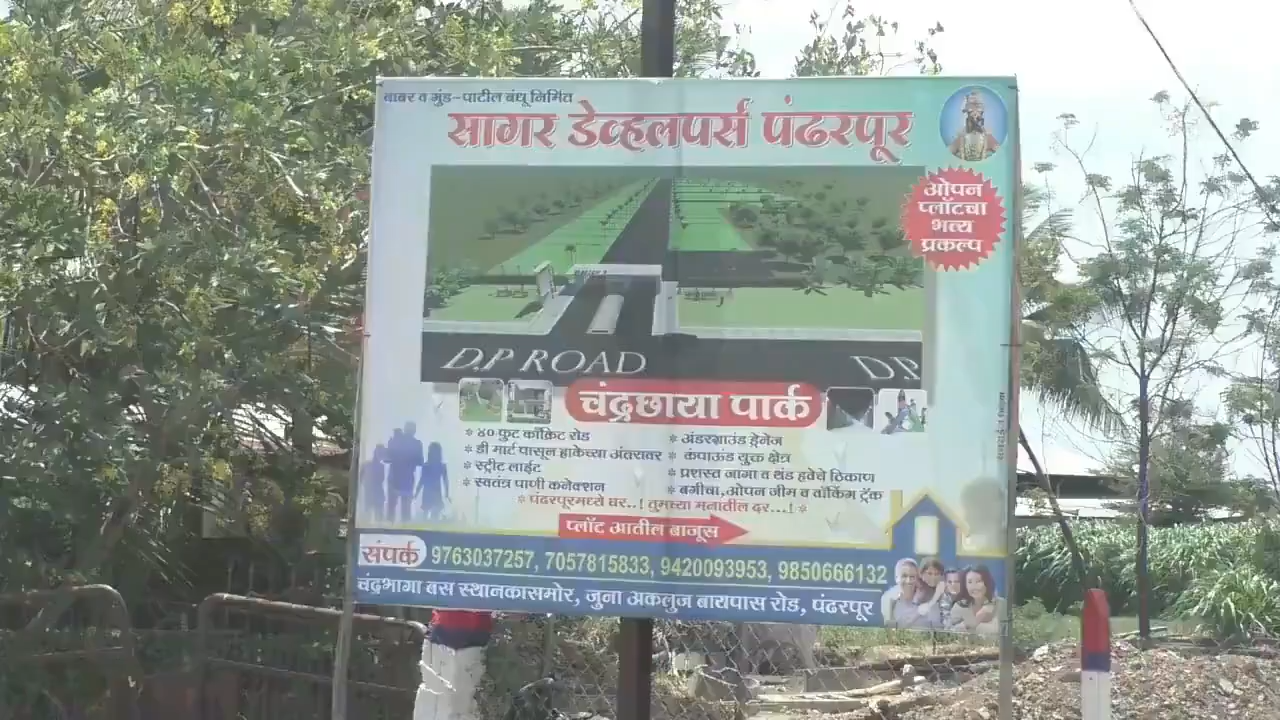 बाबर व गुंड-पाटील बंधू निर्मित
सागर डेव्हलपर्स पंढरपूर
ओपन
प्लॉटचा
भव्य
प्रकल्प
D.P ROAD
D.P
चंद्रछाया पार्क
* ४० फुट काँक्रिट रोड
* डी मार्ट पासून हाकेच्या अंतरावर
* स्ट्रीट लाईट
* स्वतंत्र पाणी कनेक्शन
* अंडरग्राउंड ड्रेनेज
* कंपाऊंड युक्त क्षेत्र
* प्रशस्त जागा व थंड हवेचे ठिकाण
* बगीचा,ओपन जीम व वॉकिंग ट्रॅक
* पंढरपूरमध्ये घर..! तुमच्या मनातील दर...! *
प्लॉट आतील बाजूस
संपर्क 9763037257, 7057815833, 9420093953, 9850666132
चंद्रभागा बस स्थानकासमोर, जुना अकलुज बायपास रोड, पंढरपूर